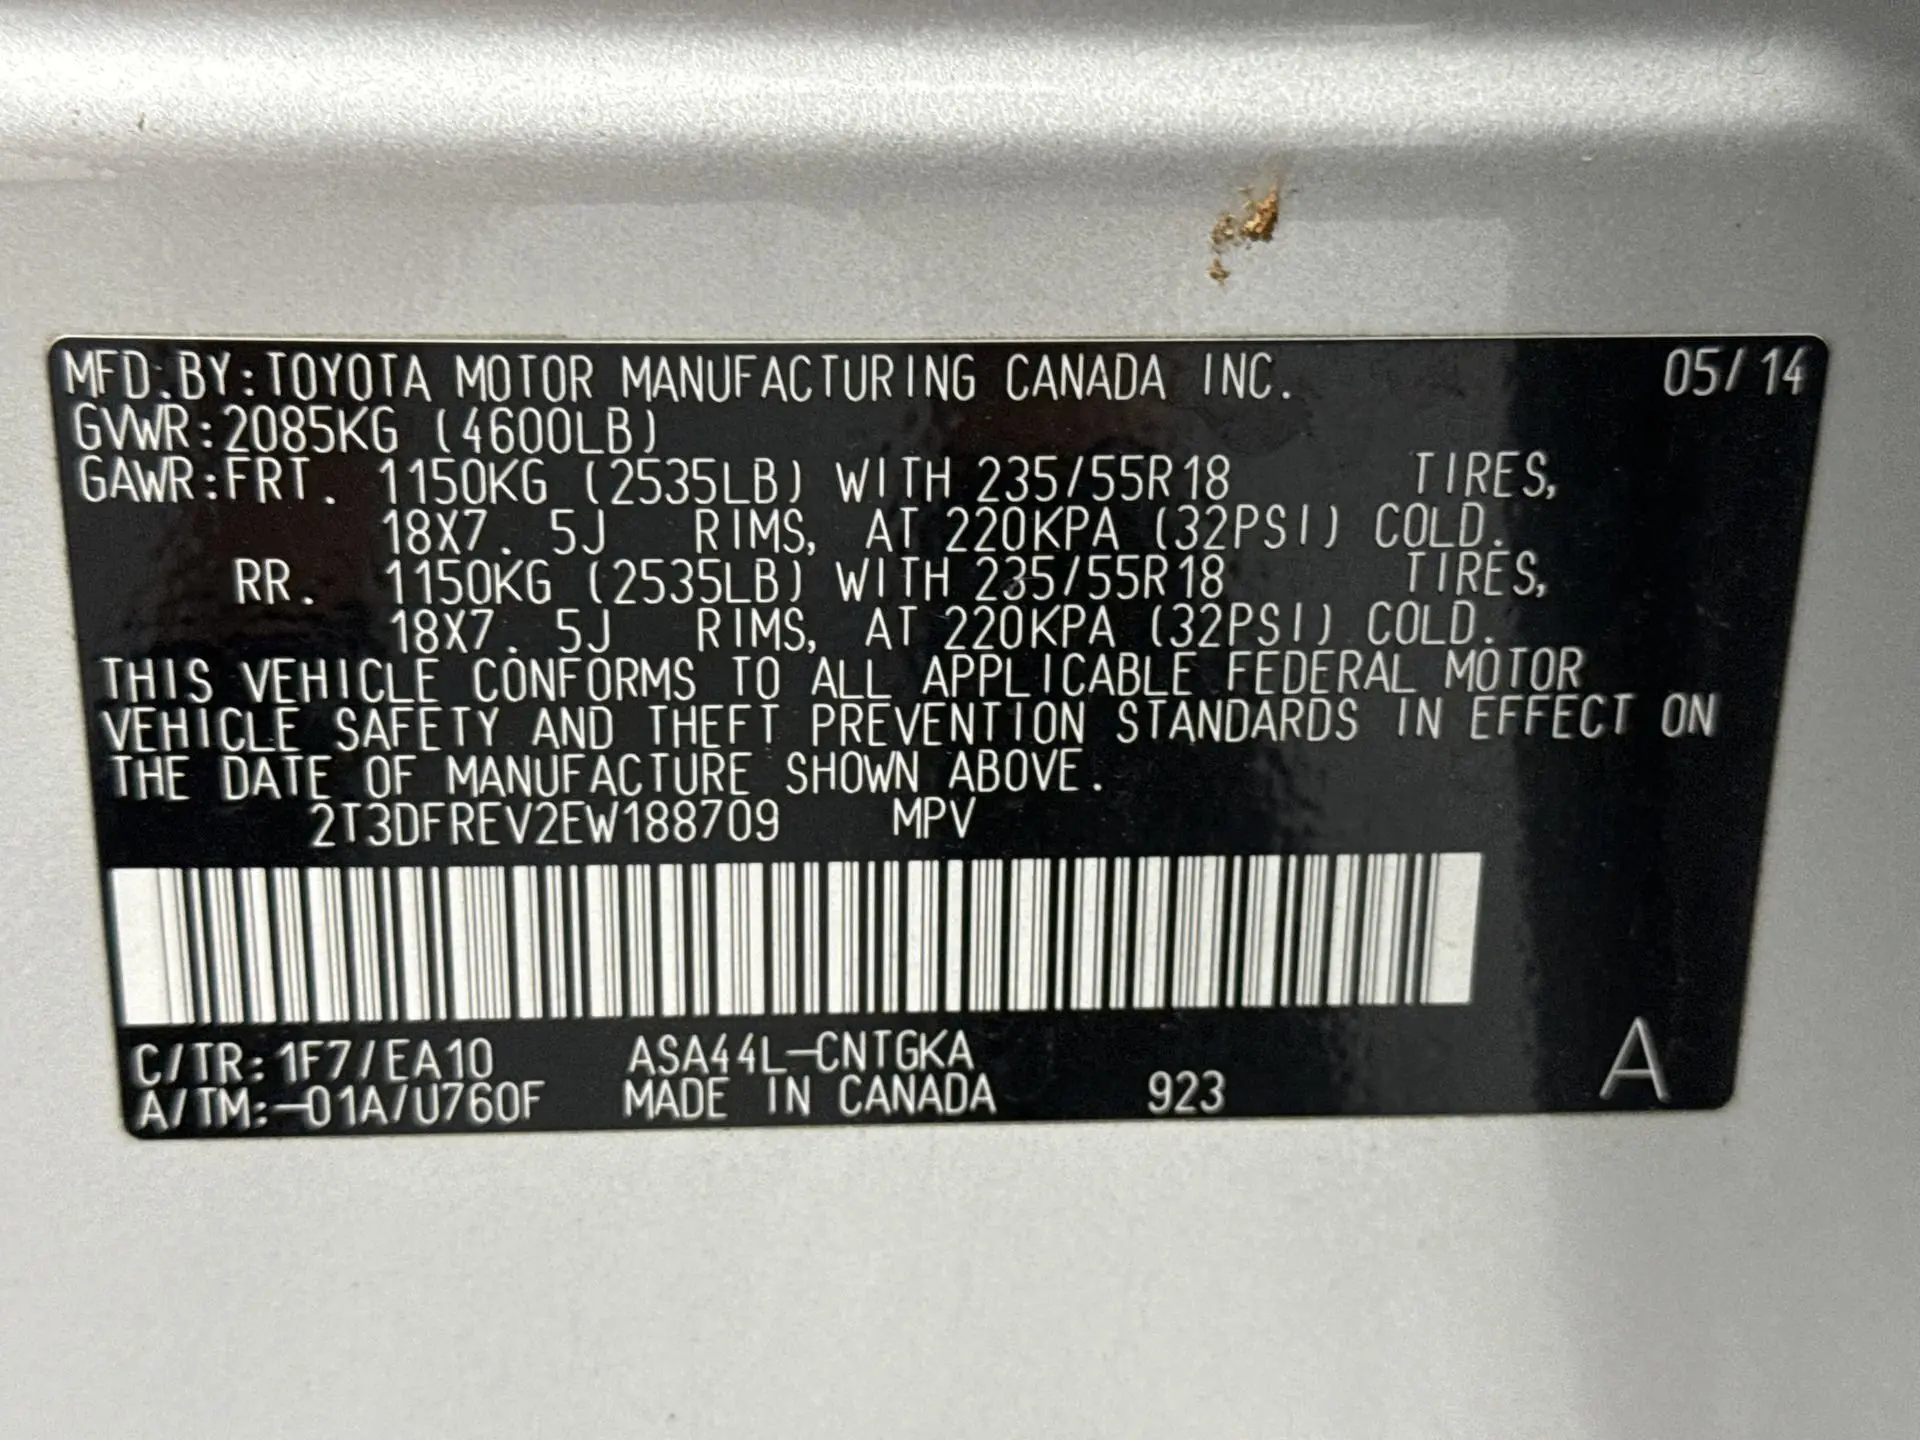 MFD.BY:TOYOTA MOTOR MANUFACTURING CANADA INC. 05/14
GVWR:2085KG (4600LB)
GAWR:FRT. 1150KG (2535LB) WITH 235/55R18 TIRES,
18X7. 5J RIMS, AT 220KPA (32PSI) COLD.
RR. 1150KG (2535LB) WITH 235/55R18 TIRES,
18X7. 5J RIMS, AT 220KPA (32PSI) COLD.
THIS VEHICLE CONFORMS TO ALL APPLICABLE FEDERAL MOTOR
VEHICLE SAFETY AND THEFT PREVENTION STANDARDS IN EFFECT ON
THE DATE OF MANUFACTURE SHOWN ABOVE.
2T3DFREV2EW188709 MPV
C/TR:1F7/EA10 ASA44L-CNTGKA
A/TM:-01A/U760F MADE IN CANADA 923 A